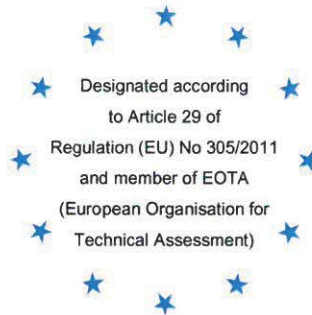 Designated according
to Article 29 of
Regulation (EU) No 305/2011
and member of EOTA
(European Organisation for
Technical Assessment)